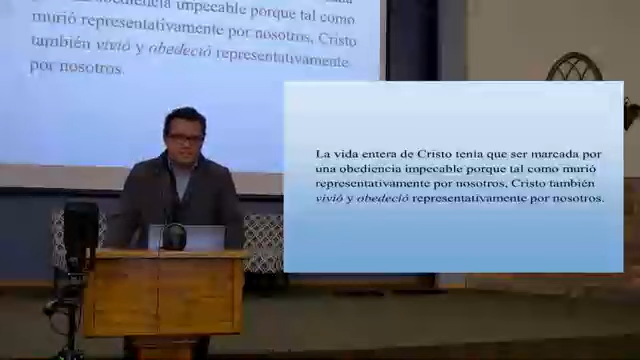 obediencia impecable porque tal como
murió representativamente por nosotros, Cristo
también vivió y obedeció representativamente
por nosotros.
La vida entera de Cristo tenía que ser marcada por
una obediencia impecable porque tal como murió
representativamente por nosotros, Cristo también
vivió y obedeció representativamente por nosotros.